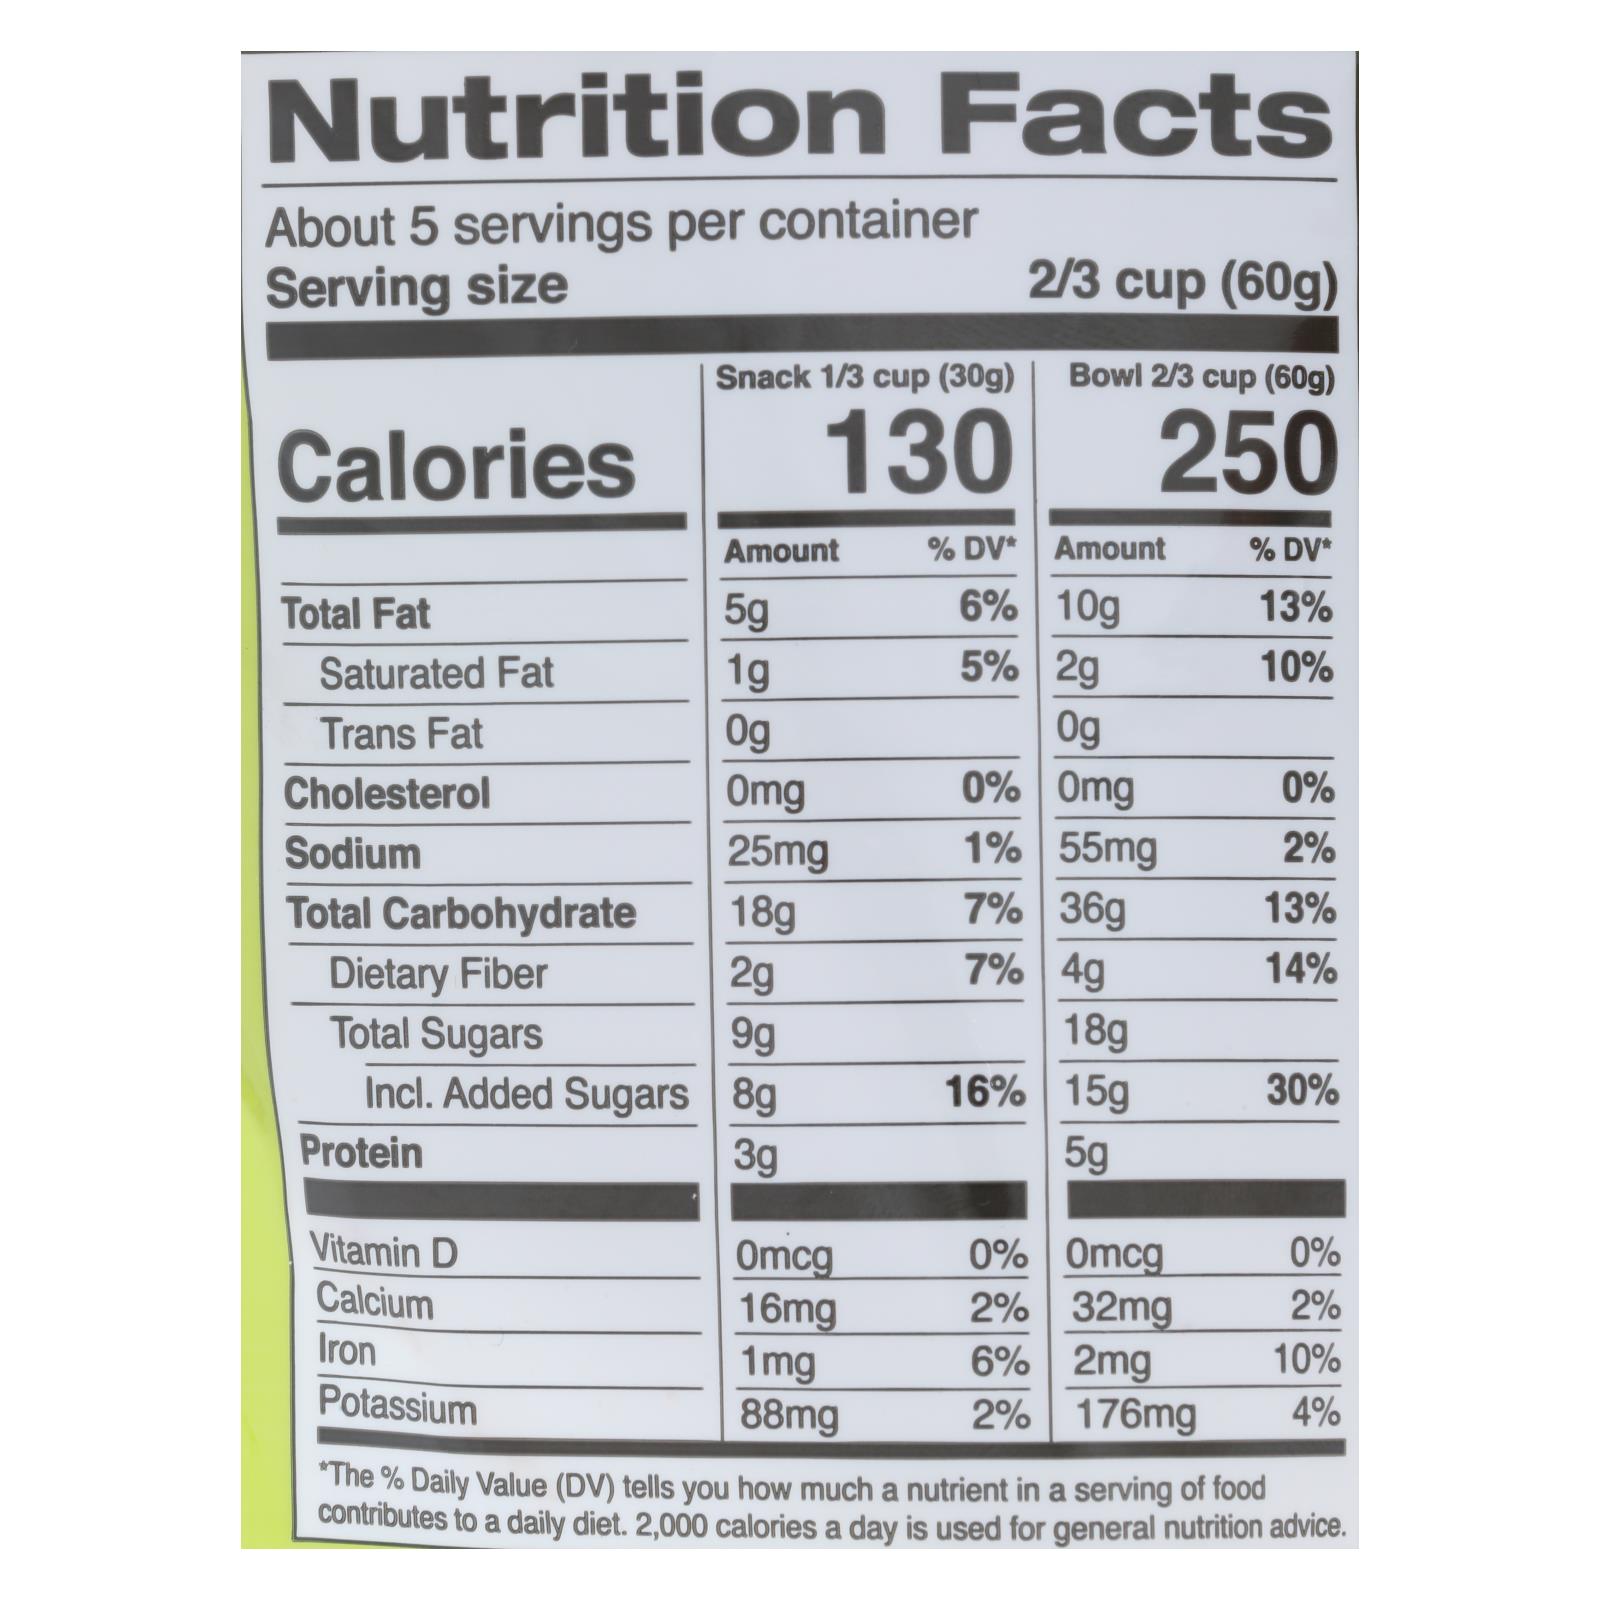 Nutrition Facts
About 5 servings per container
Serving size 2/3 cup (60g)
Snack 1/3 cup (30g) Bowl 2/3 cup (60g)
Calories 130 250
Amount % DV* Amount % DV*
Total Fat 5g 6% 10g 13%
Saturated Fat 1g 5% 2g 10%
Trans Fat 0g 0g
Cholesterol 0mg 0% 0mg 0%
Sodium 25mg 1% 55mg 2%
Total Carbohydrate 18g 7% 36g 13%
Dietary Fiber 2g 7% 4g 14%
Total Sugars 9g 18g
Incl. Added Sugars 8g 16% 15g 30%
Protein 3g 5g
Vitamin D 0mcg 0% 0mcg 0%
Calcium 16mg 2% 32mg 2%
Iron 1mg 6% 2mg 10%
Potassium 88mg 2% 176mg 4%
*The % Daily Value (DV) tells you how much a nutrient in a serving of food
contributes to a daily diet. 2,000 calories a day is used for general nutrition advice.